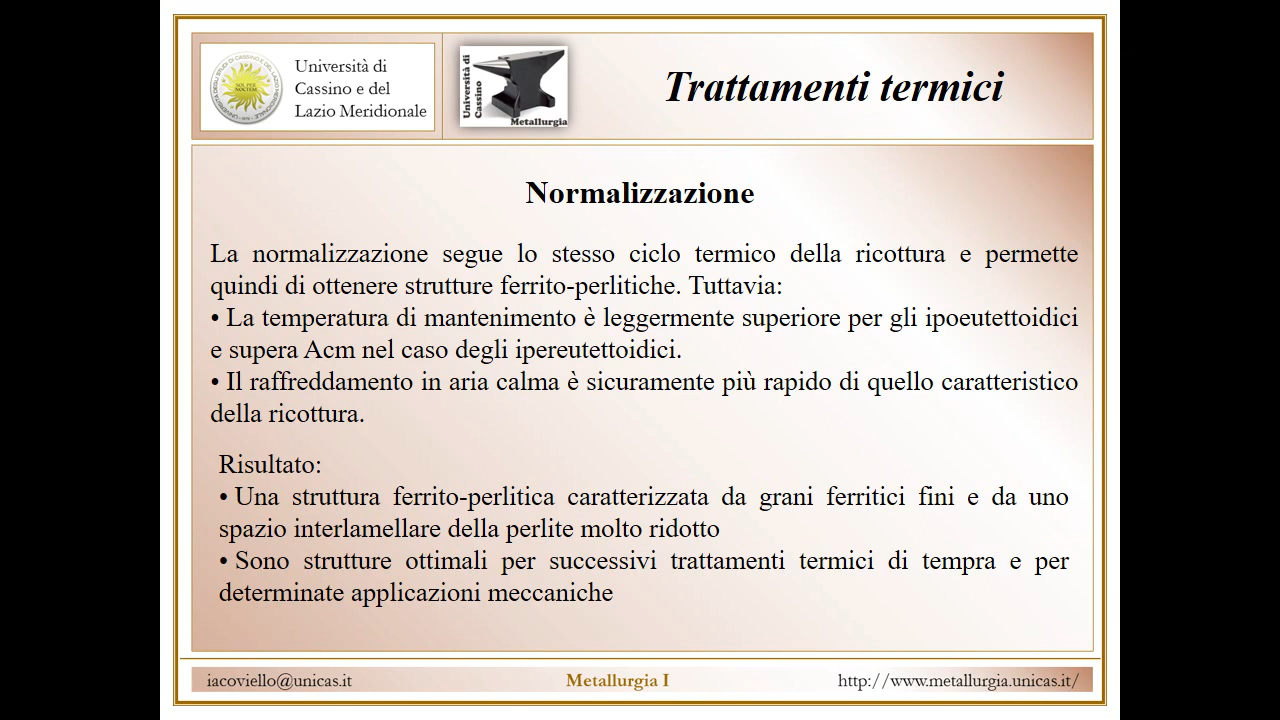 Università di
Cassino e del
Lazio Meridionale
Università di
Cassino
Metallurgia
Trattamenti termici
Normalizzazione
La normalizzazione segue lo stesso ciclo termico della ricottura e permette
quindi di ottenere strutture ferrito-perlitiche. Tuttavia:
• La temperatura di mantenimento è leggermente superiore per gli ipoeutettoidici
e supera Acm nel caso degli ipereutettoidici.
• Il raffreddamento in aria calma è sicuramente più rapido di quello caratteristico
della ricottura.
Risultato:
• Una struttura ferrito-perlitica caratterizzata da grani ferritici fini e da uno
spazio interlamellare della perlite molto ridotto
• Sono strutture ottimali per successivi trattamenti termici di tempra e per
determinate applicazioni meccaniche
iacoviello@unicas.it
Metallurgia I
http://www.metallurgia.unicas.it/